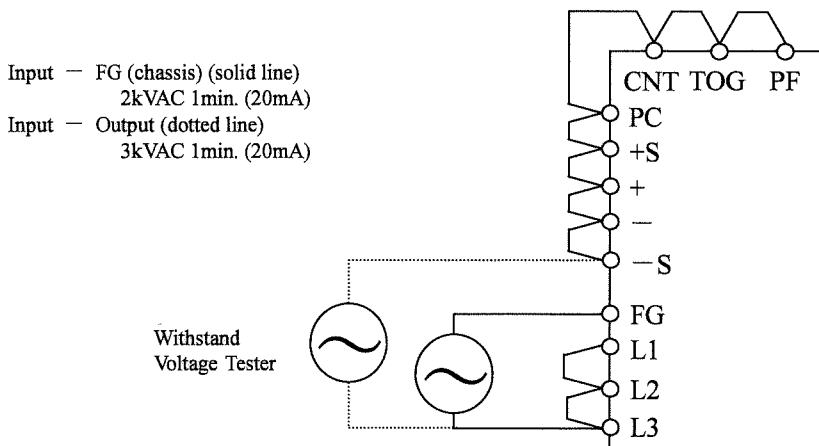 Input － FG (chassis) (solid line)
2kVAC 1min. (20mA)
Input － Output (dotted line)
3kVAC 1min. (20mA)
CNT TOG PF
PC
+S
+
－
－S
FG
L1
L2
L3
Withstand
Voltage Tester